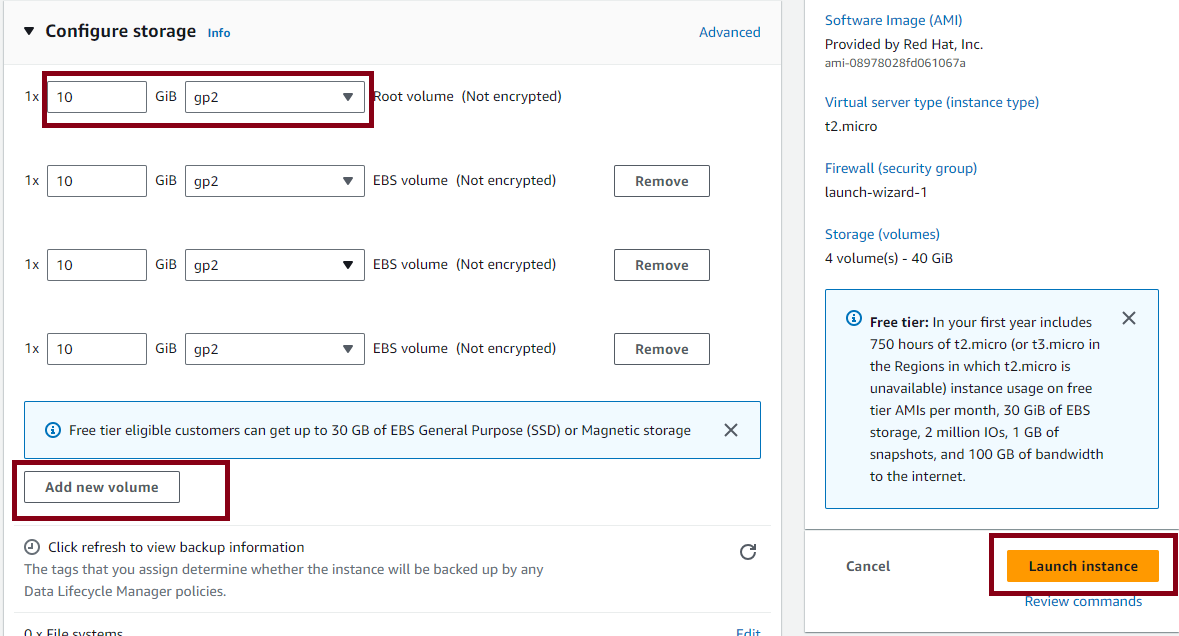 Configure storage Info
Advanced
1x 10 GiB gp2 Root volume (Not encrypted)
1x 10 GiB gp2 EBS volume (Not encrypted) Remove
1x 10 GiB gp2 EBS volume (Not encrypted) Remove
1x 10 GiB gp2 EBS volume (Not encrypted) Remove
Free tier eligible customers can get up to 30 GB of EBS General Purpose (SSD) or Magnetic storage
Add new volume
Click refresh to view backup information
The tags that you assign determine whether the instance will be backed up by any
Data Lifecycle Manager policies.
0 x File systems
Edit
Software Image (AMI)
Provided by Red Hat, Inc.
ami-08978028fd061067a
Virtual server type (instance type)
t2.micro
Firewall (security group)
launch-wizard-1
Storage (volumes)
4 volume(s) - 40 GiB
Free tier: In your first year includes
750 hours of t2.micro (or t3.micro in
the Regions in which t2.micro is
unavailable) instance usage on free
tier AMIs per month, 30 GiB of EBS
storage, 2 million IOs, 1 GB of
snapshots, and 100 GB of bandwidth
to the internet.
Cancel
Launch instance
Review commands